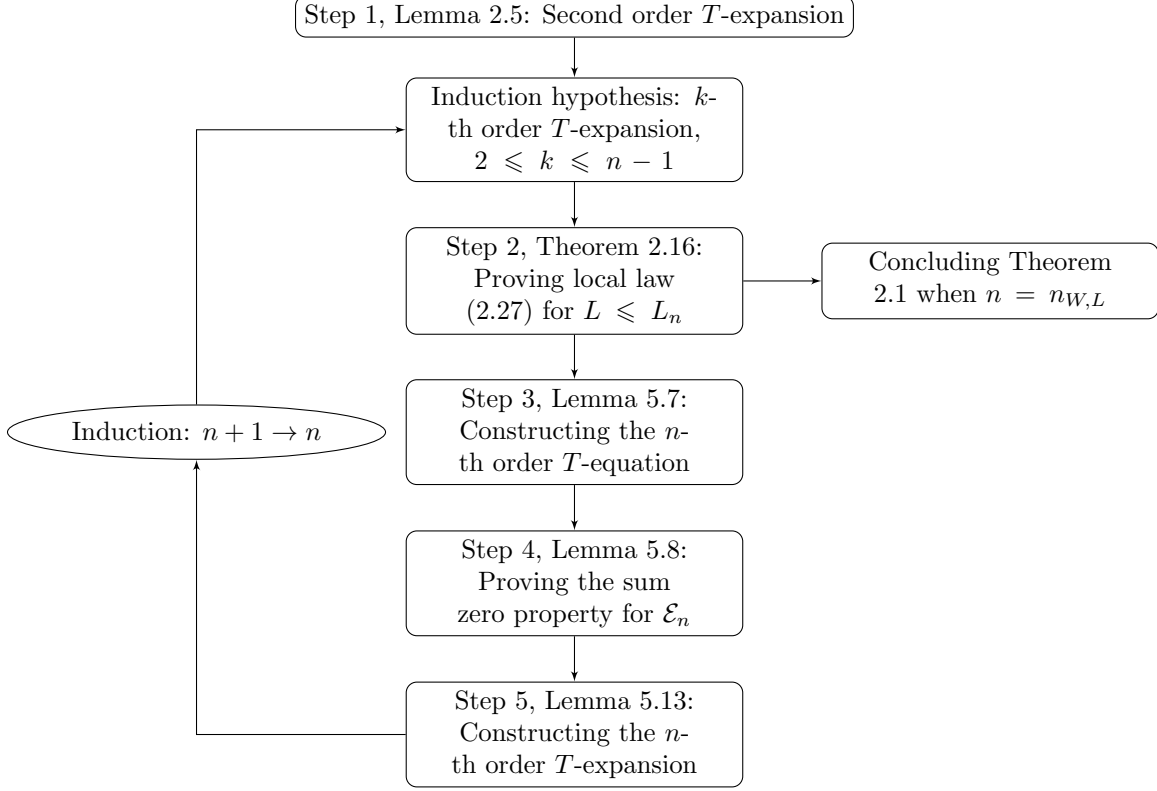 Step 1, Lemma 2.5: Second order T-expansion
Induction hypothesis: k-
th order T-expansion,
2 ⩽ k ⩽ n − 1
Step 2, Theorem 2.16:
Proving local law
(2.27) for L ⩽ Lₙ
Concluding Theorem
2.1 when n = n_{W,L}
Step 3, Lemma 5.7:
Constructing the n-
th order T-equation
Induction: n + 1 → n
Step 4, Lemma 5.8:
Proving the sum
zero property for ℰₙ
Step 5, Lemma 5.13:
Constructing the n-
th order T-expansion